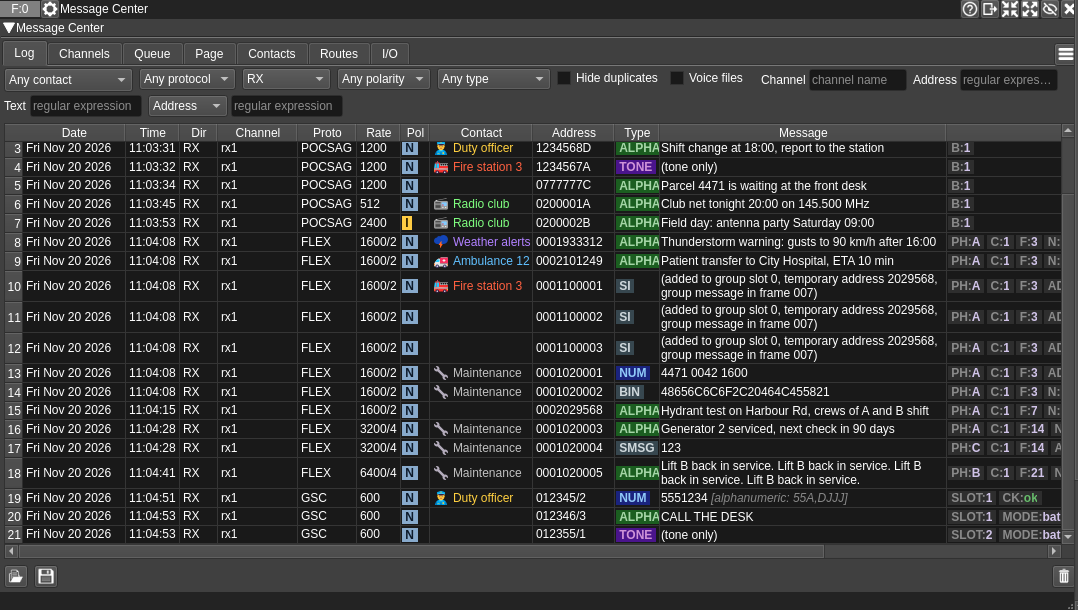 F:0 Message Center
Message Center
Log Channels Queue Page Contacts Routes I/O
Any contact Any protocol RX Any polarity Any type Hide duplicates Voice files Channel channel name Address regular expres…
Text regular expression Address regular expression
Date Time Dir Channel Proto Rate Pol Contact Address Type Message
3 Fri Nov 20 2026 11:03:31 RX rx1 POCSAG 1200 N Duty officer 1234568D ALPHA Shift change at 18:00, report to the station B:1
4 Fri Nov 20 2026 11:03:32 RX rx1 POCSAG 1200 N Fire station 3 1234567A TONE (tone only) B:1
5 Fri Nov 20 2026 11:03:34 RX rx1 POCSAG 1200 N 0777777C ALPHA Parcel 4471 is waiting at the front desk B:1
6 Fri Nov 20 2026 11:03:45 RX rx1 POCSAG 512 N Radio club 0200001A ALPHA Club net tonight 20:00 on 145.500 MHz B:1
7 Fri Nov 20 2026 11:03:53 RX rx1 POCSAG 2400 I Radio club 0200002B ALPHA Field day: antenna party Saturday 09:00 B:1
8 Fri Nov 20 2026 11:04:08 RX rx1 FLEX 1600/2 N Weather alerts 0001933312 ALPHA Thunderstorm warning: gusts to 90 km/h after 16:00 PH:A C:1 F:3 N:
9 Fri Nov 20 2026 11:04:08 RX rx1 FLEX 1600/2 N Ambulance 12 0002101249 ALPHA Patient transfer to City Hospital, ETA 10 min PH:A C:1 F:3 N:
10 Fri Nov 20 2026 11:04:08 RX rx1 FLEX 1600/2 N Fire station 3 0001100001 SI (added to group slot 0, temporary address 2029568, PH:A C:1 F:3 AD
group message in frame 007)
11 Fri Nov 20 2026 11:04:08 RX rx1 FLEX 1600/2 N 0001100002 SI (added to group slot 0, temporary address 2029568, PH:A C:1 F:3 AD
group message in frame 007)
12 Fri Nov 20 2026 11:04:08 RX rx1 FLEX 1600/2 N 0001100003 SI (added to group slot 0, temporary address 2029568, PH:A C:1 F:3 AD
group message in frame 007)
13 Fri Nov 20 2026 11:04:08 RX rx1 FLEX 1600/2 N Maintenance 0001020001 NUM 4471 0042 1600 PH:A C:1 F:3 AD
14 Fri Nov 20 2026 11:04:08 RX rx1 FLEX 1600/2 N Maintenance 0001020002 BIN 48656C6C6F2C20464C455821 PH:A C:1 F:3 N:
15 Fri Nov 20 2026 11:04:15 RX rx1 FLEX 1600/2 N 0002029568 ALPHA Hydrant test on Harbour Rd, crews of A and B shift PH:A C:1 F:7 N:
16 Fri Nov 20 2026 11:04:28 RX rx1 FLEX 3200/4 N Maintenance 0001020003 ALPHA Generator 2 serviced, next check in 90 days PH:A C:1 F:14 N
17 Fri Nov 20 2026 11:04:28 RX rx1 FLEX 3200/4 N Maintenance 0001020004 SMSG 123 PH:C C:1 F:14 A
18 Fri Nov 20 2026 11:04:41 RX rx1 FLEX 6400/4 N Maintenance 0001020005 ALPHA Lift B back in service. Lift B back in service. Lift B PH:B C:1 F:21 N
back in service. Lift B back in service.
19 Fri Nov 20 2026 11:04:51 RX rx1 GSC 600 N Duty officer 012345/2 NUM 5551234 [alphanumeric: 55A,DJJJ] SLOT:1 CK:ok
20 Fri Nov 20 2026 11:04:53 RX rx1 GSC 600 N 012346/3 ALPHA CALL THE DESK SLOT:1 MODE:bat
21 Fri Nov 20 2026 11:04:53 RX rx1 GSC 600 N 012355/1 TONE (tone only) SLOT:2 MODE:bat